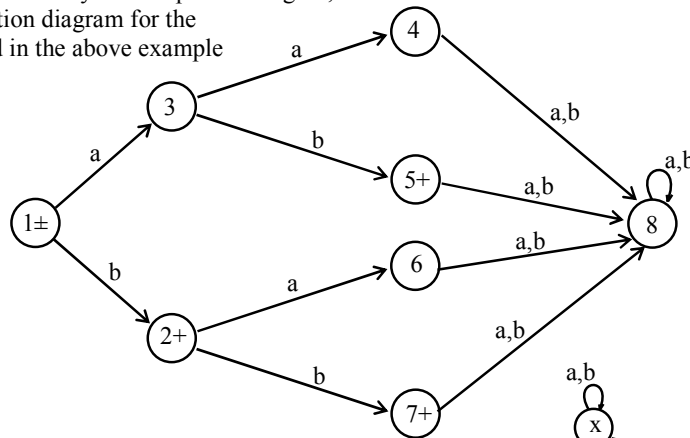 tion diagram for the
in the above example
4
a
3
a,b
b
a
5+
a,b
a,b
8
1±
a,b
6
b
a
2+
a,b
b
a,b
7+
x